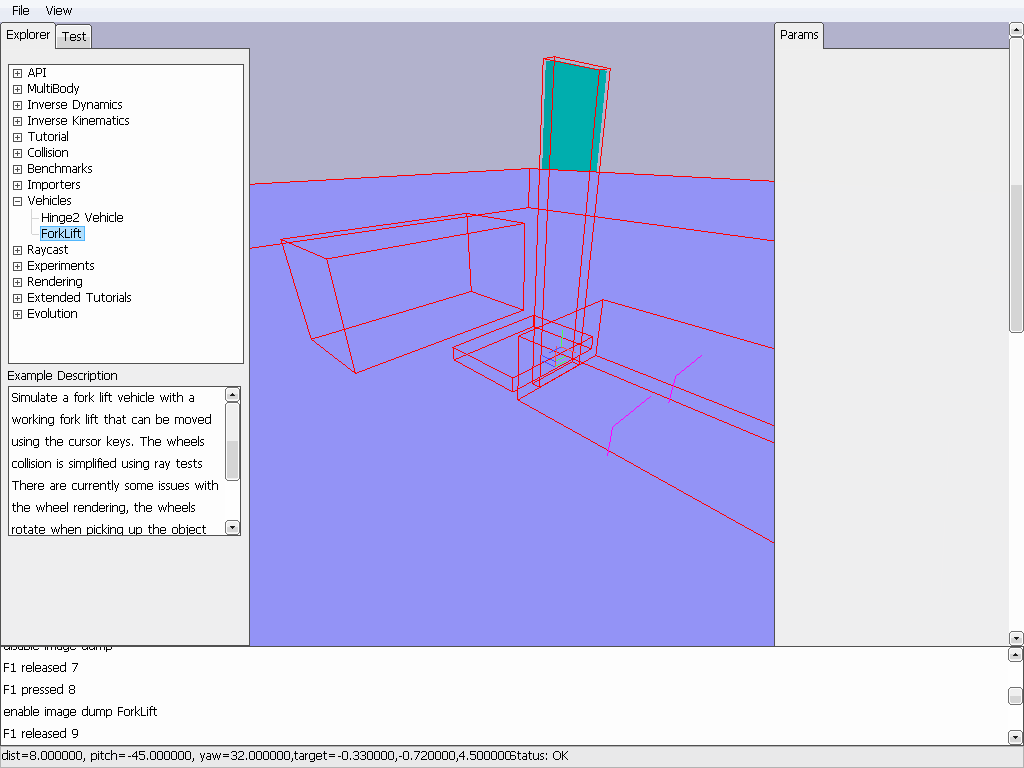 File View
Explorer Test
Params
API
MultiBody
Inverse Dynamics
Inverse Kinematics
Tutorial
Collision
Benchmarks
Importers
Vehicles
Hinge2 Vehicle
ForkLift
Raycast
Experiments
Rendering
Extended Tutorials
Evolution
Example Description
Simulate a fork lift vehicle with a
working fork lift that can be moved
using the cursor keys. The wheels
collision is simplified using ray tests
There are currently some issues with
the wheel rendering, the wheels
rotate when picking up the object
disable image dump
F1 released 7
F1 pressed 8
enable image dump ForkLift
F1 released 9
dist=8.000000, pitch=-45.000000, yaw=32.000000,target=-0.330000,-0.720000,4.500000Status: OK